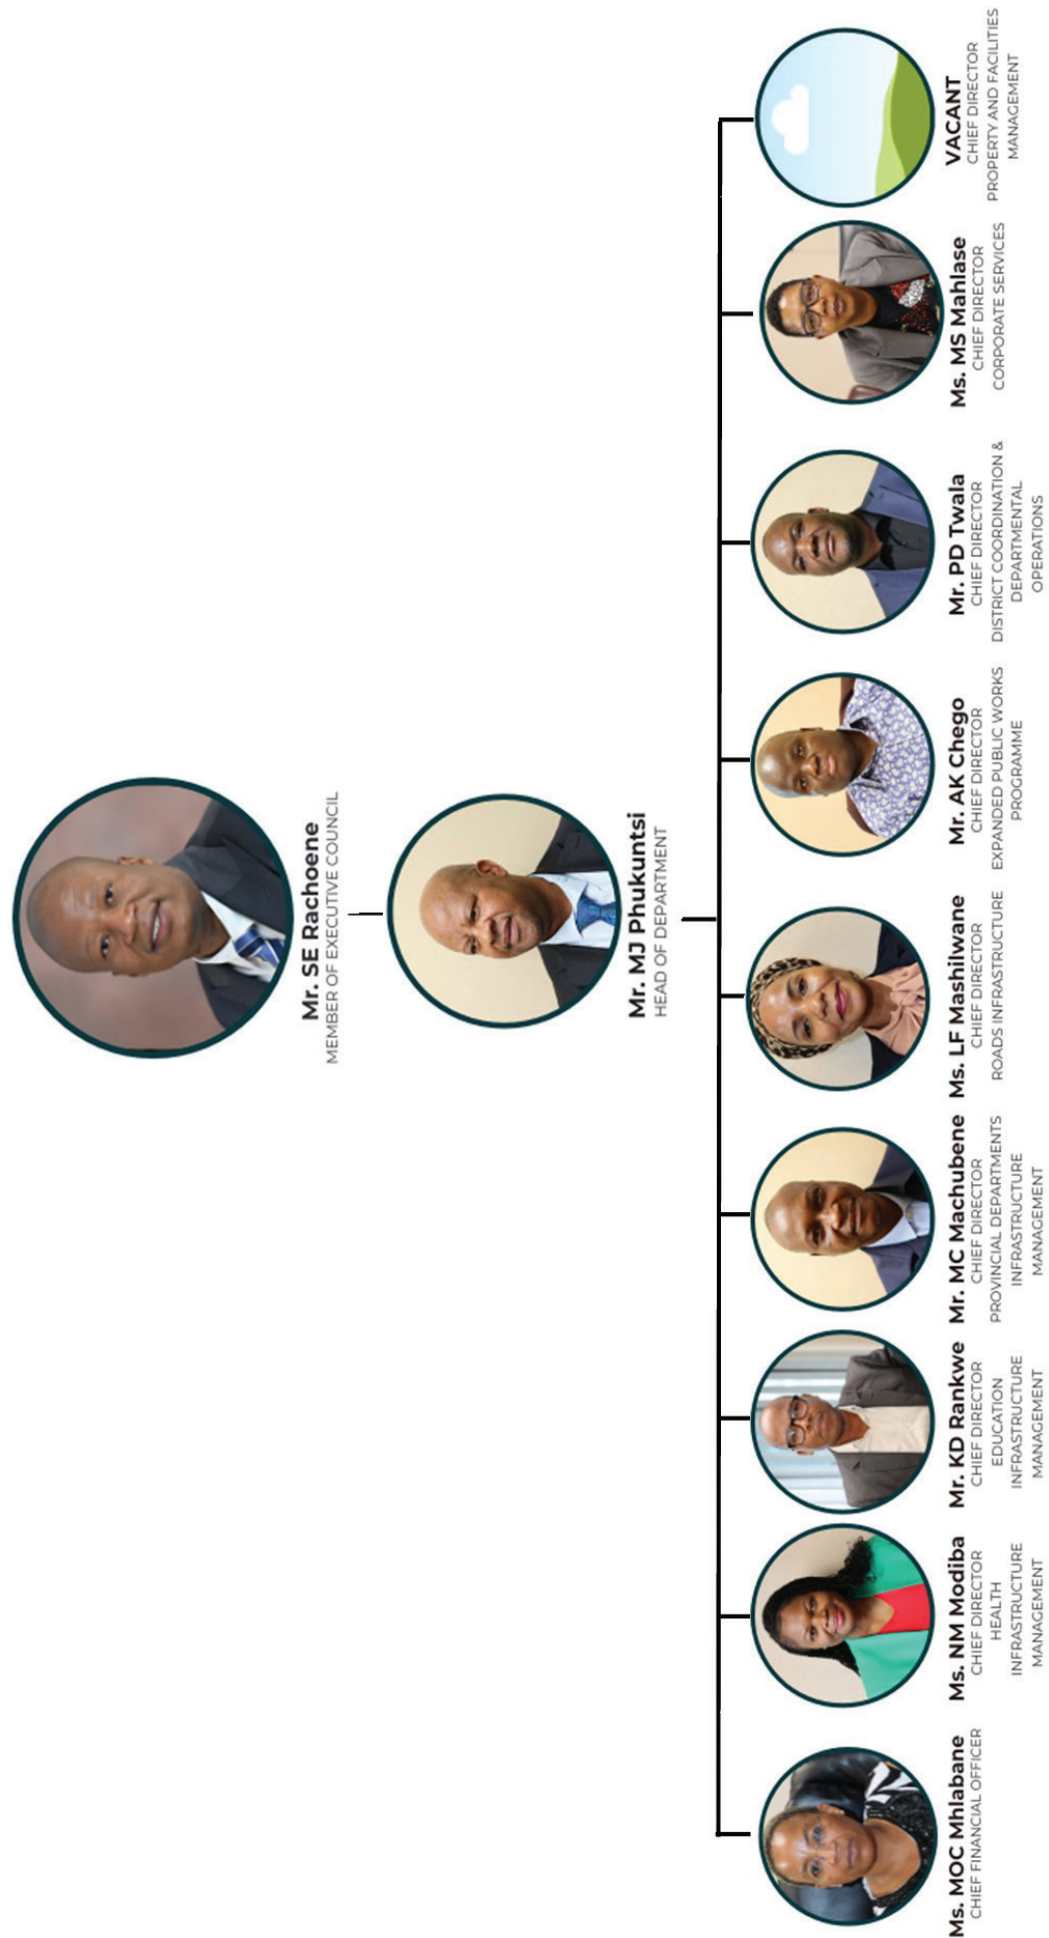 Mr. SE Rachoene
MEMBER OF EXECUTIVE COUNCIL
Mr. MJ Phukuntsi
HEAD OF DEPARTMENT
Ms. MOC Mhlabane
CHIEF FINANCIAL OFFICER
Ms. NM Modiba
CHIEF DIRECTOR
HEALTH
INFRASTRUCTURE
MANAGEMENT
Mr. KD Rankwe
CHIEF DIRECTOR
EDUCATION
INFRASTRUCTURE
MANAGEMENT
Mr. MC Machubene
CHIEF DIRECTOR
PROVINCIAL DEPARTMENTS
INFRASTRUCTURE
MANAGEMENT
Ms. LF Mashilwane
CHIEF DIRECTOR
ROADS INFRASTRUCTURE
Mr. AK Chego
CHIEF DIRECTOR
EXPANDED PUBLIC WORKS
PROGRAMME
Mr. PD Twala
CHIEF DIRECTOR
DISTRICT COORDINATION &
DEPARTMENTAL
OPERATIONS
Ms. MS Mahlase
CHIEF DIRECTOR
CORPORATE SERVICES
VACANT
CHIEF DIRECTOR
PROPERTY AND FACILITIES
MANAGEMENT